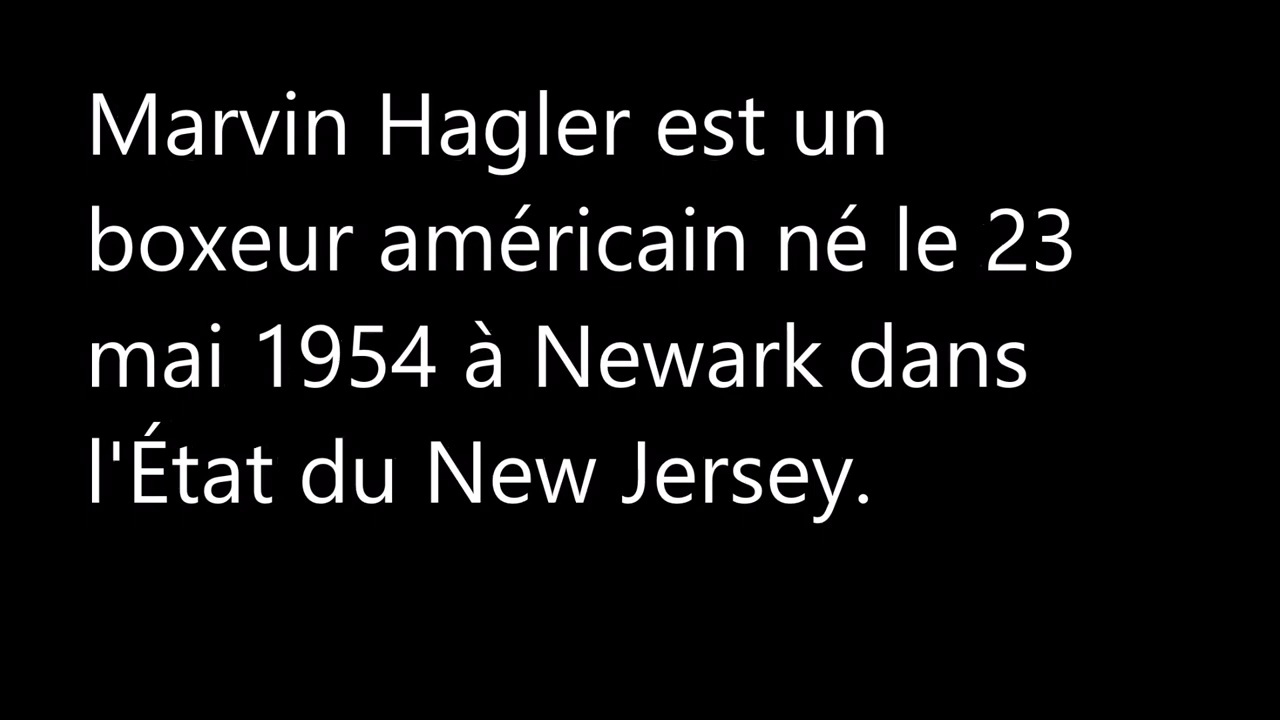 Marvin Hagler est un
boxeur américain né le 23
mai 1954 à Newark dans
l'État du New Jersey.